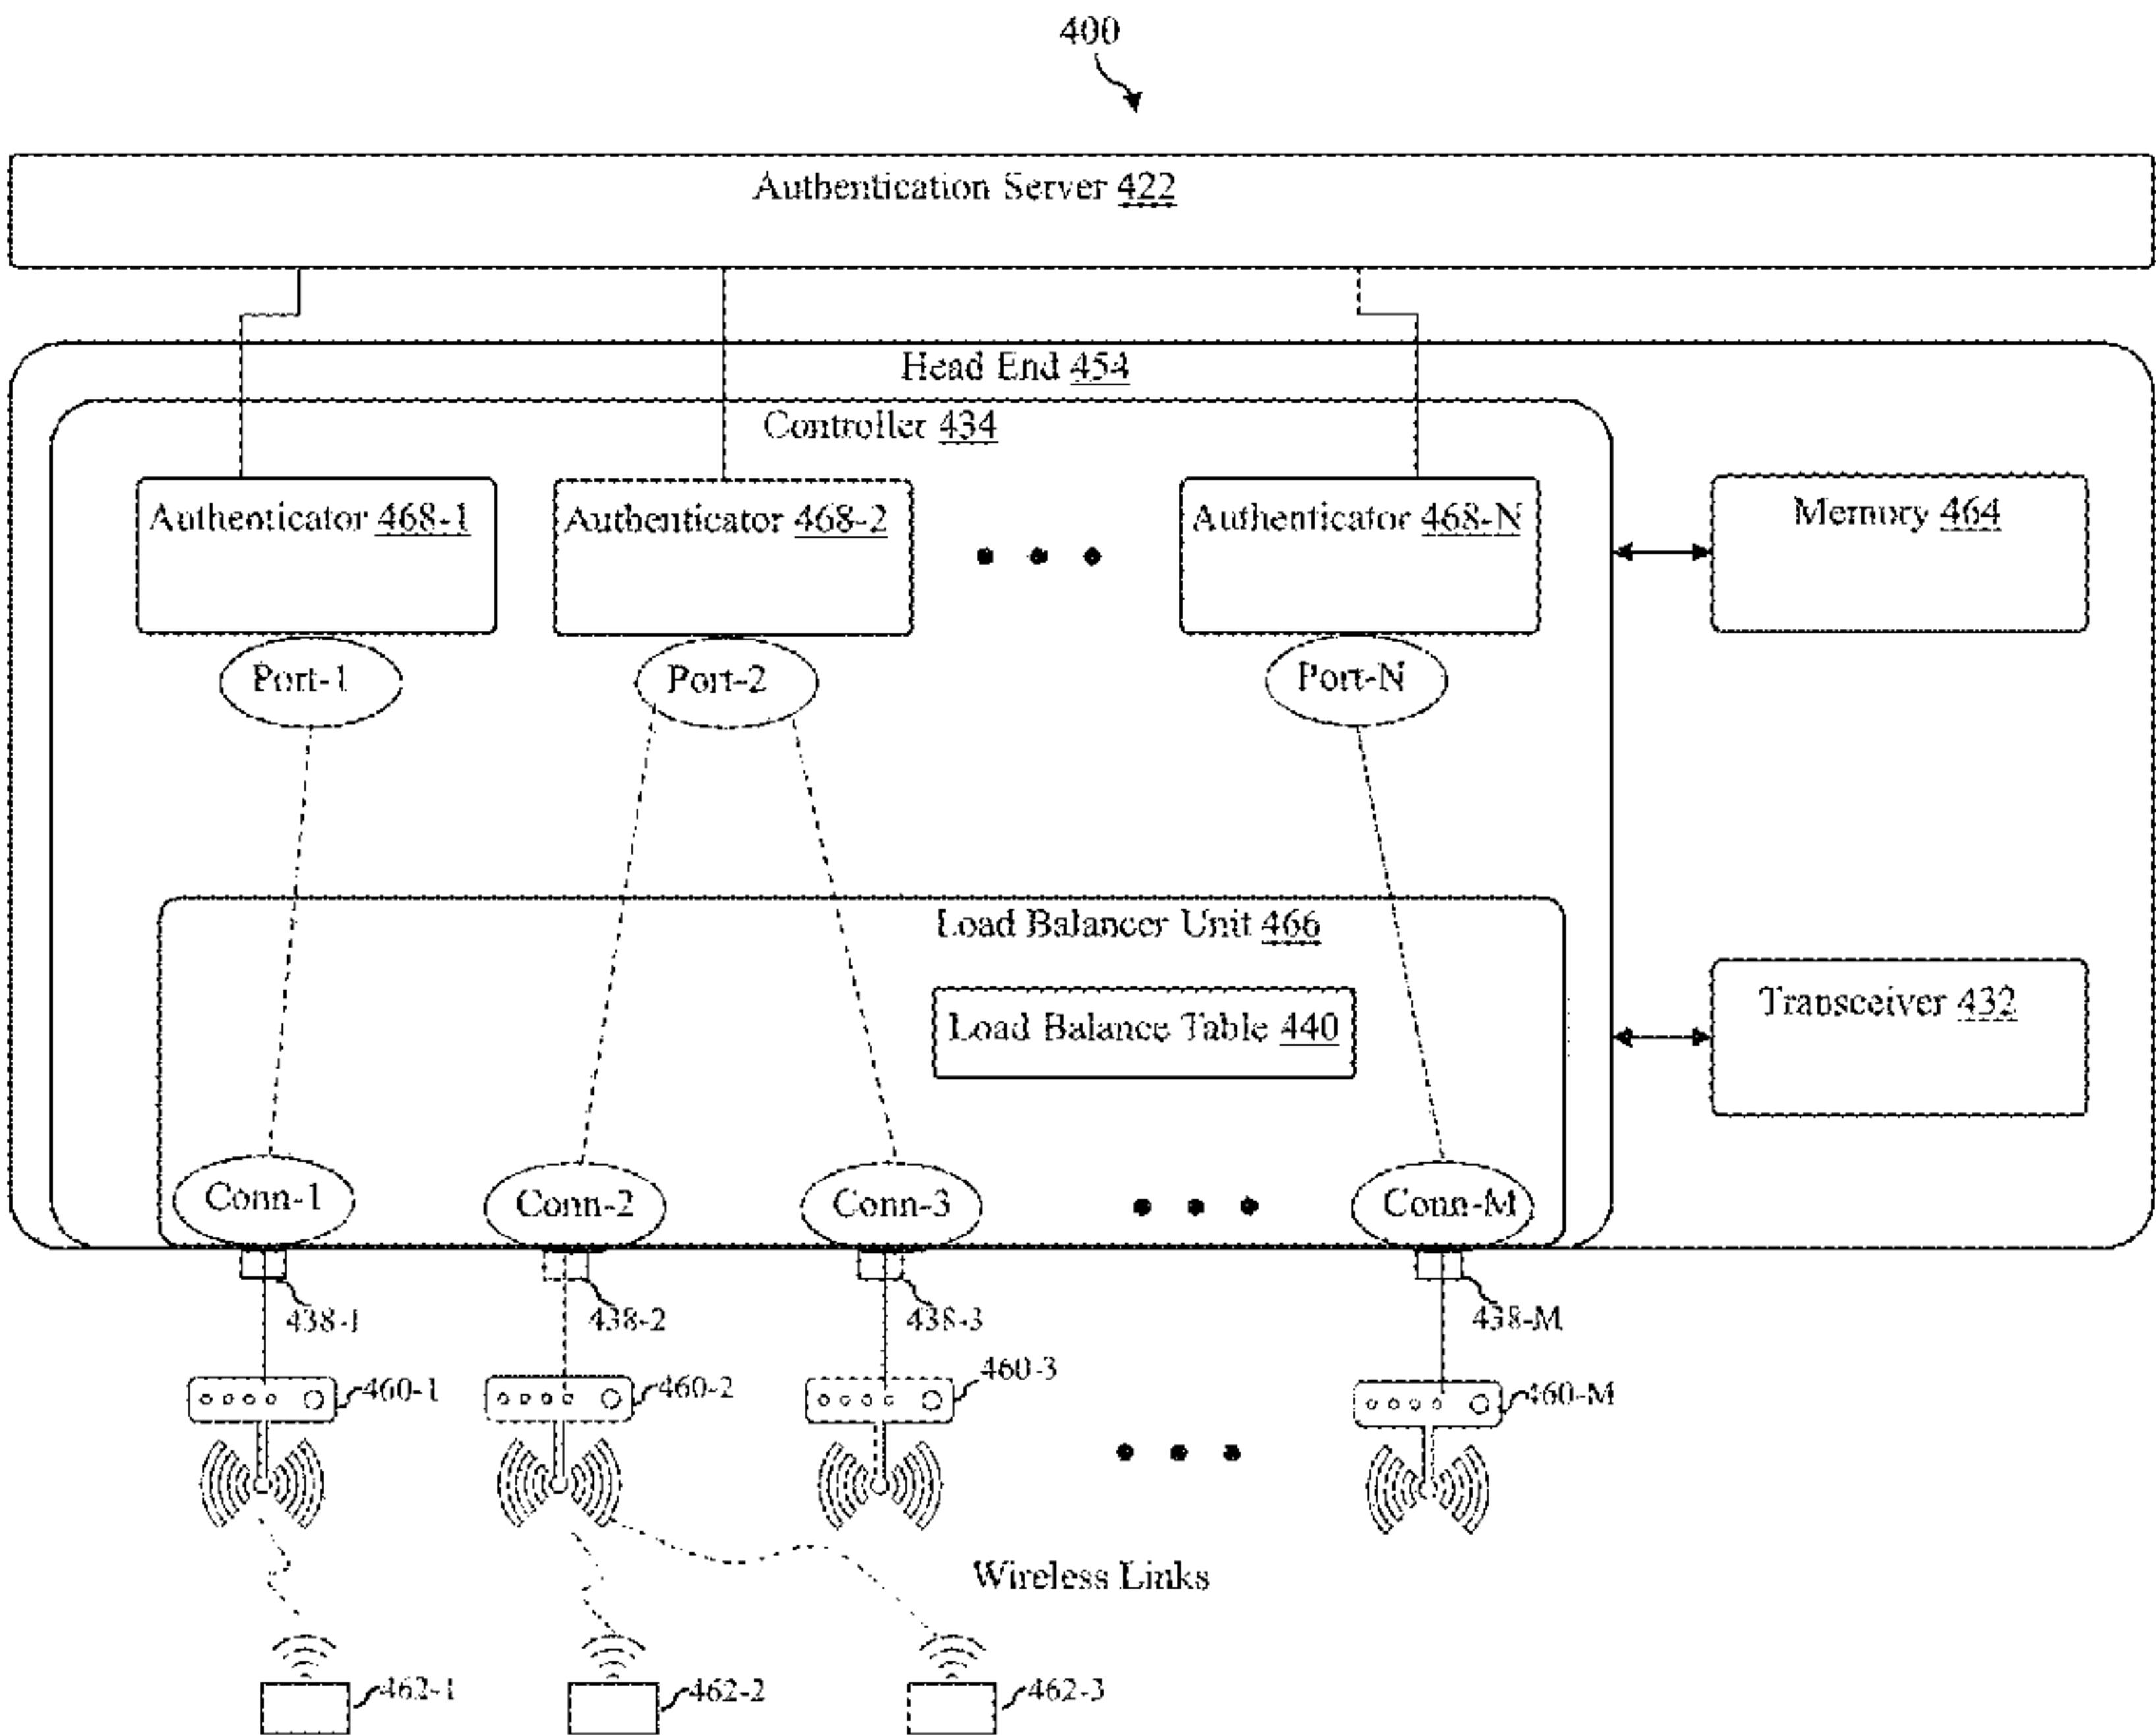 400
Authentication Server 422
Head End 454
Controller 434
Authenticator 468-1
Authenticator 468-2
Authenticator 468-N
Memory 464
Port-1
Port-2
Port-N
Load Balancer Unit 466
Load Balance Table 440
Transceiver 432
Conn-1
Conn-2
Conn-3
Conn-M
438-1
438-2
438-3
438-M
460-1
460-2
460-3
460-M
Wireless Links
462-1
462-2
462-3